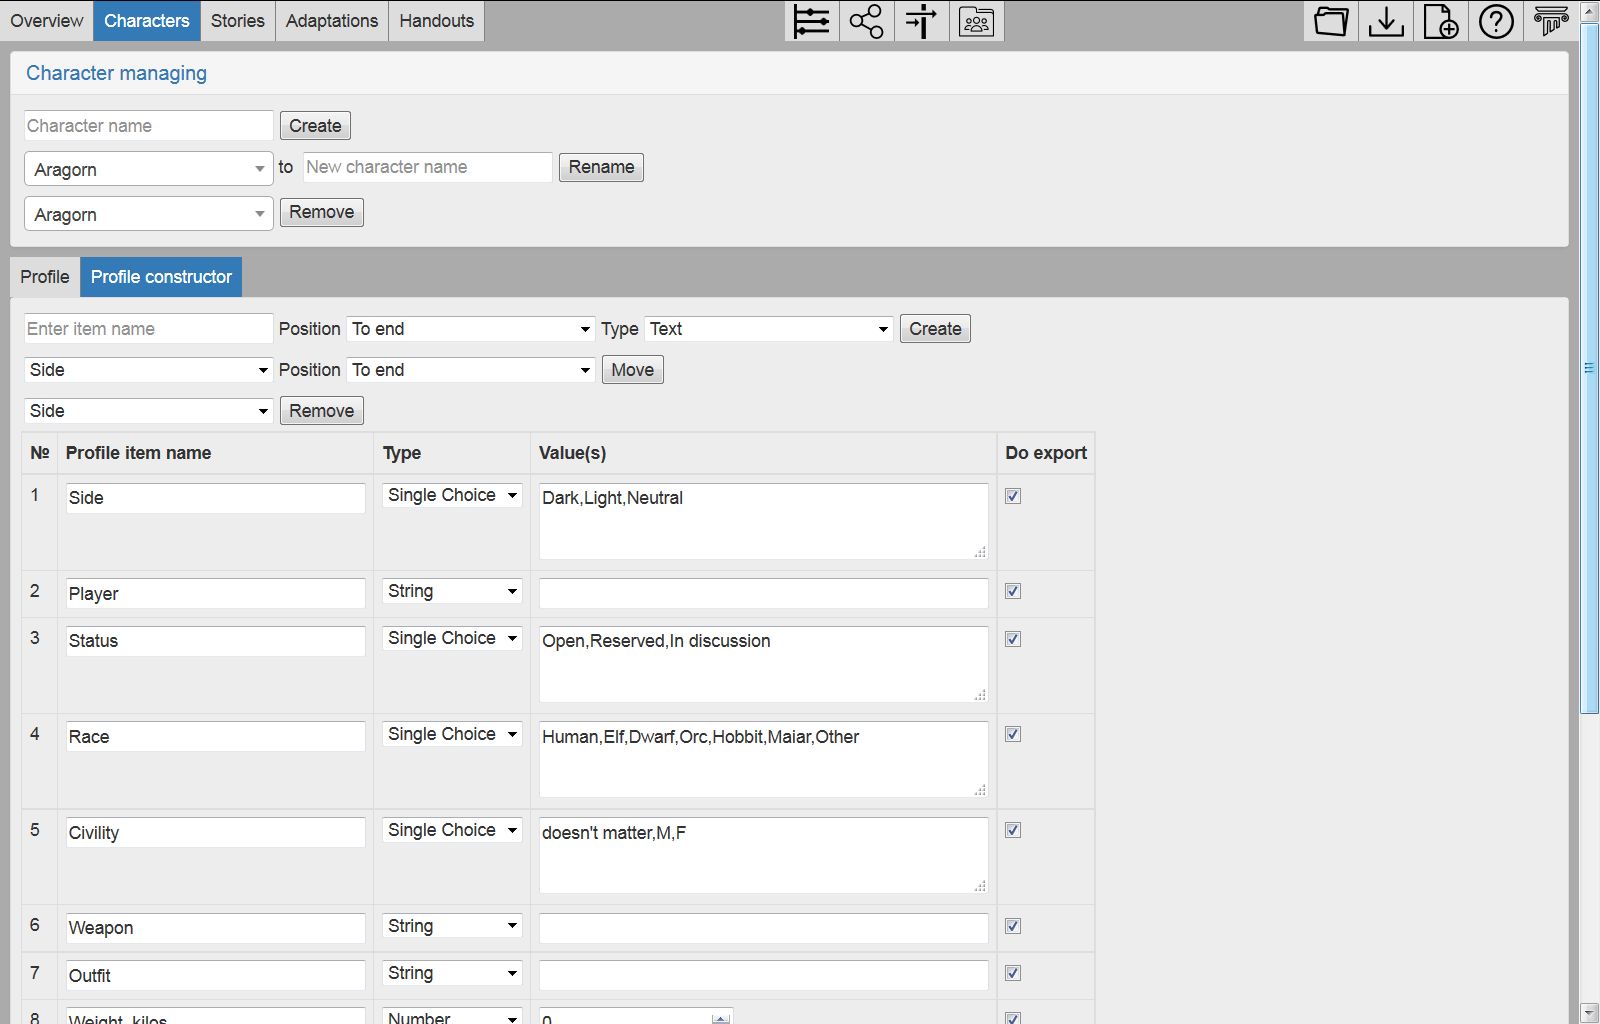 Overview Characters Stories Adaptations Handouts
Character managing
Character name Create
Aragorn to New character name Rename
Aragorn Remove
Profile Profile constructor
Enter item name Position To end Type Text Create
Side Position To end Move
Side Remove
№ Profile item name Type Value(s) Do export
1 Side Single Choice Dark,Light,Neutral
2 Player String
3 Status Single Choice Open,Reserved,In discussion
4 Race Single Choice Human,Elf,Dwarf,Orc,Hobbit,Maiar,Other
5 Civility Single Choice doesn't matter,M,F
6 Weapon String
7 Outfit String
8 Weight, kilos Number 0